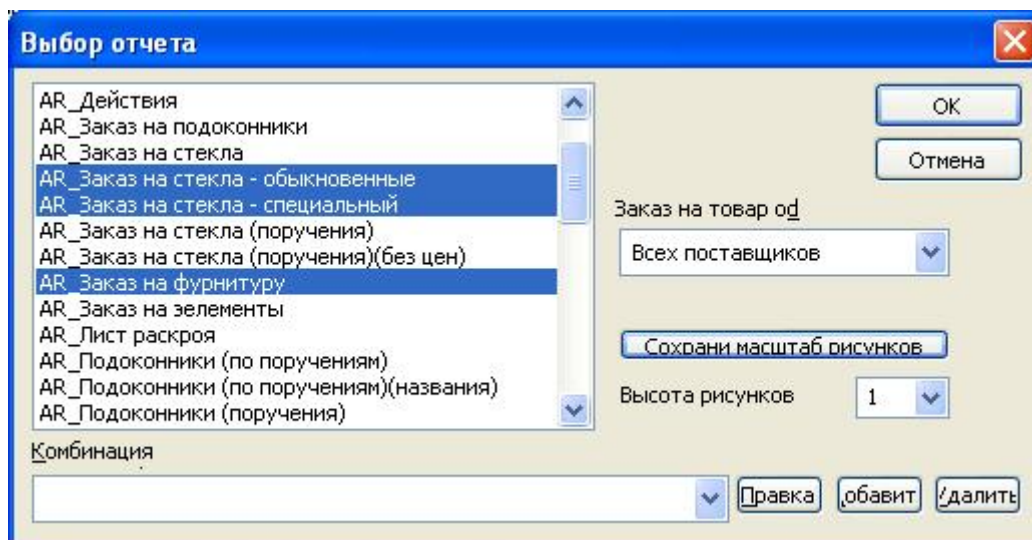 Выбор отчета
AR_Действия
AR_Заказ на подоконники
AR_Заказ на стекла
AR_Заказ на стекла - обыкновенные
AR_Заказ на стекла - специальный
AR_Заказ на стекла (поручения)
AR_Заказ на стекла (поручения)(без цен)
AR_Заказ на фурнитуру
AR_Заказ на эелементы
AR_Лист раскроя
AR_Подоконники (по поручениям)
AR_Подоконники (по поручениям)(названия)
AR_Подоконники (поручения)
ОК
Отмена
Заказ на товар od
Всех поставщиков
Сохрани масштаб рисунков
Высота рисунков 1
Комбинация
Правка обавит далить